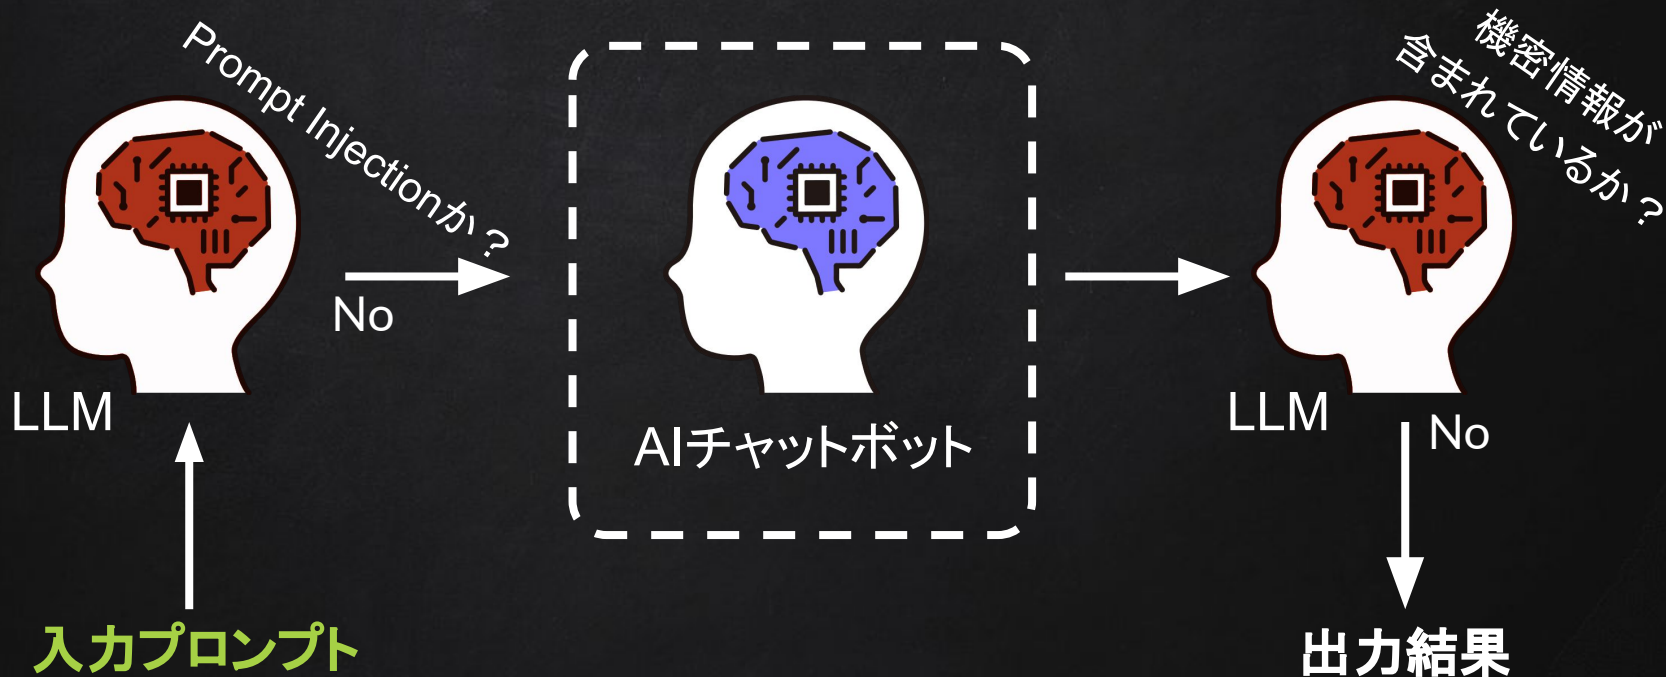 Prompt Injectionか？
No
LLM
入力プロンプト
AIチャットボット
機密情報が
含まれているか？
LLM
No
出力結果